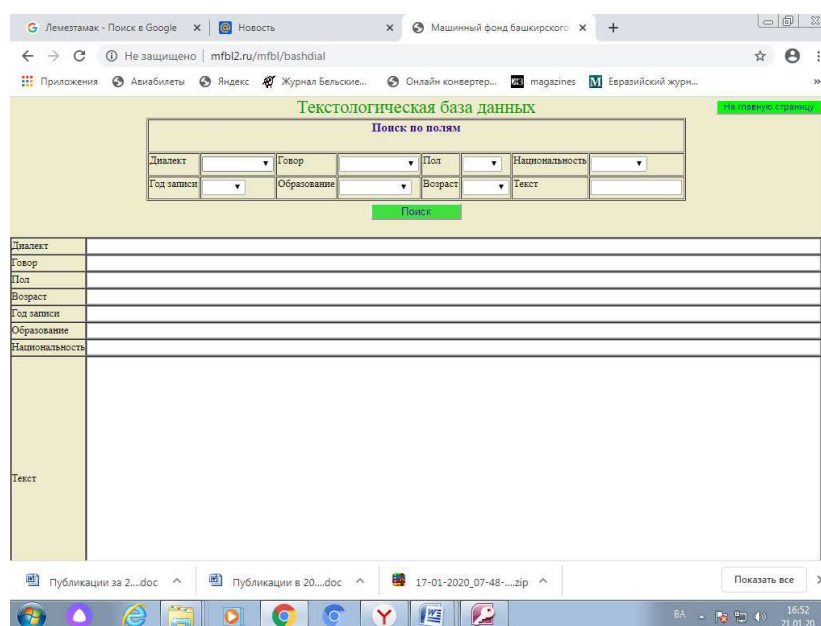 Лемезтамак - Поиск в Google
Новость
Машинный фонд башкирского
Не защищено | mfbl2.ru/mfbl/bashdial
Приложения Авиабилеты Яндекс Журнал Бельские... Онлайн конвертер... magazines Евразийский журн...
Текстологическая база данных
На главную страницу
Поиск по полям
Диалект Говор Пол Национальность
Год записи Образование Возраст Текст
Поиск
Диалект
Говор
Пол
Возраст
Год записи
Образование
Национальность
Текст
Публикации за 2....doc Публикации в 20....doc 17-01-2020_07-48-....zip Показать все
BA 16:52
21.01.20